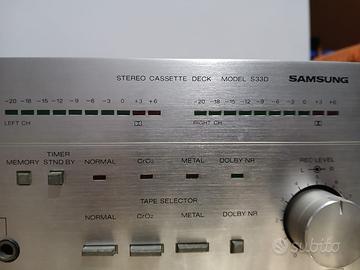 STEREO CASSETTE DECK MODEL S33D SAMSUNG
-20 -18 -15 -12 -9 -6 -3 0 +3 +6
-20 -18 -15 -12 -9 -6 -3 0 +3 +6
LEFT CH
RIGHT CH
MEMORY TIMER STND BY NORMAL CrO₂ METAL DOLBY NR
REC LEVEL
L R
TAPE SELECTOR
NORMAL CrO₂ METAL DOLBY NR
subito